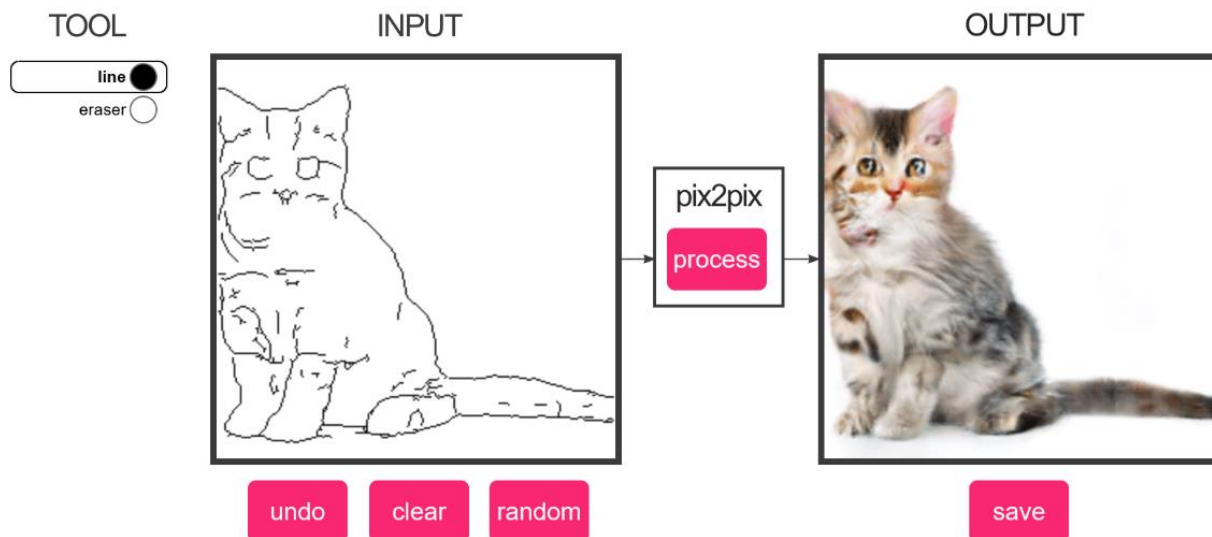 TOOL
INPUT
OUTPUT
line
eraser
pix2pix
process
undo
clear
random
save